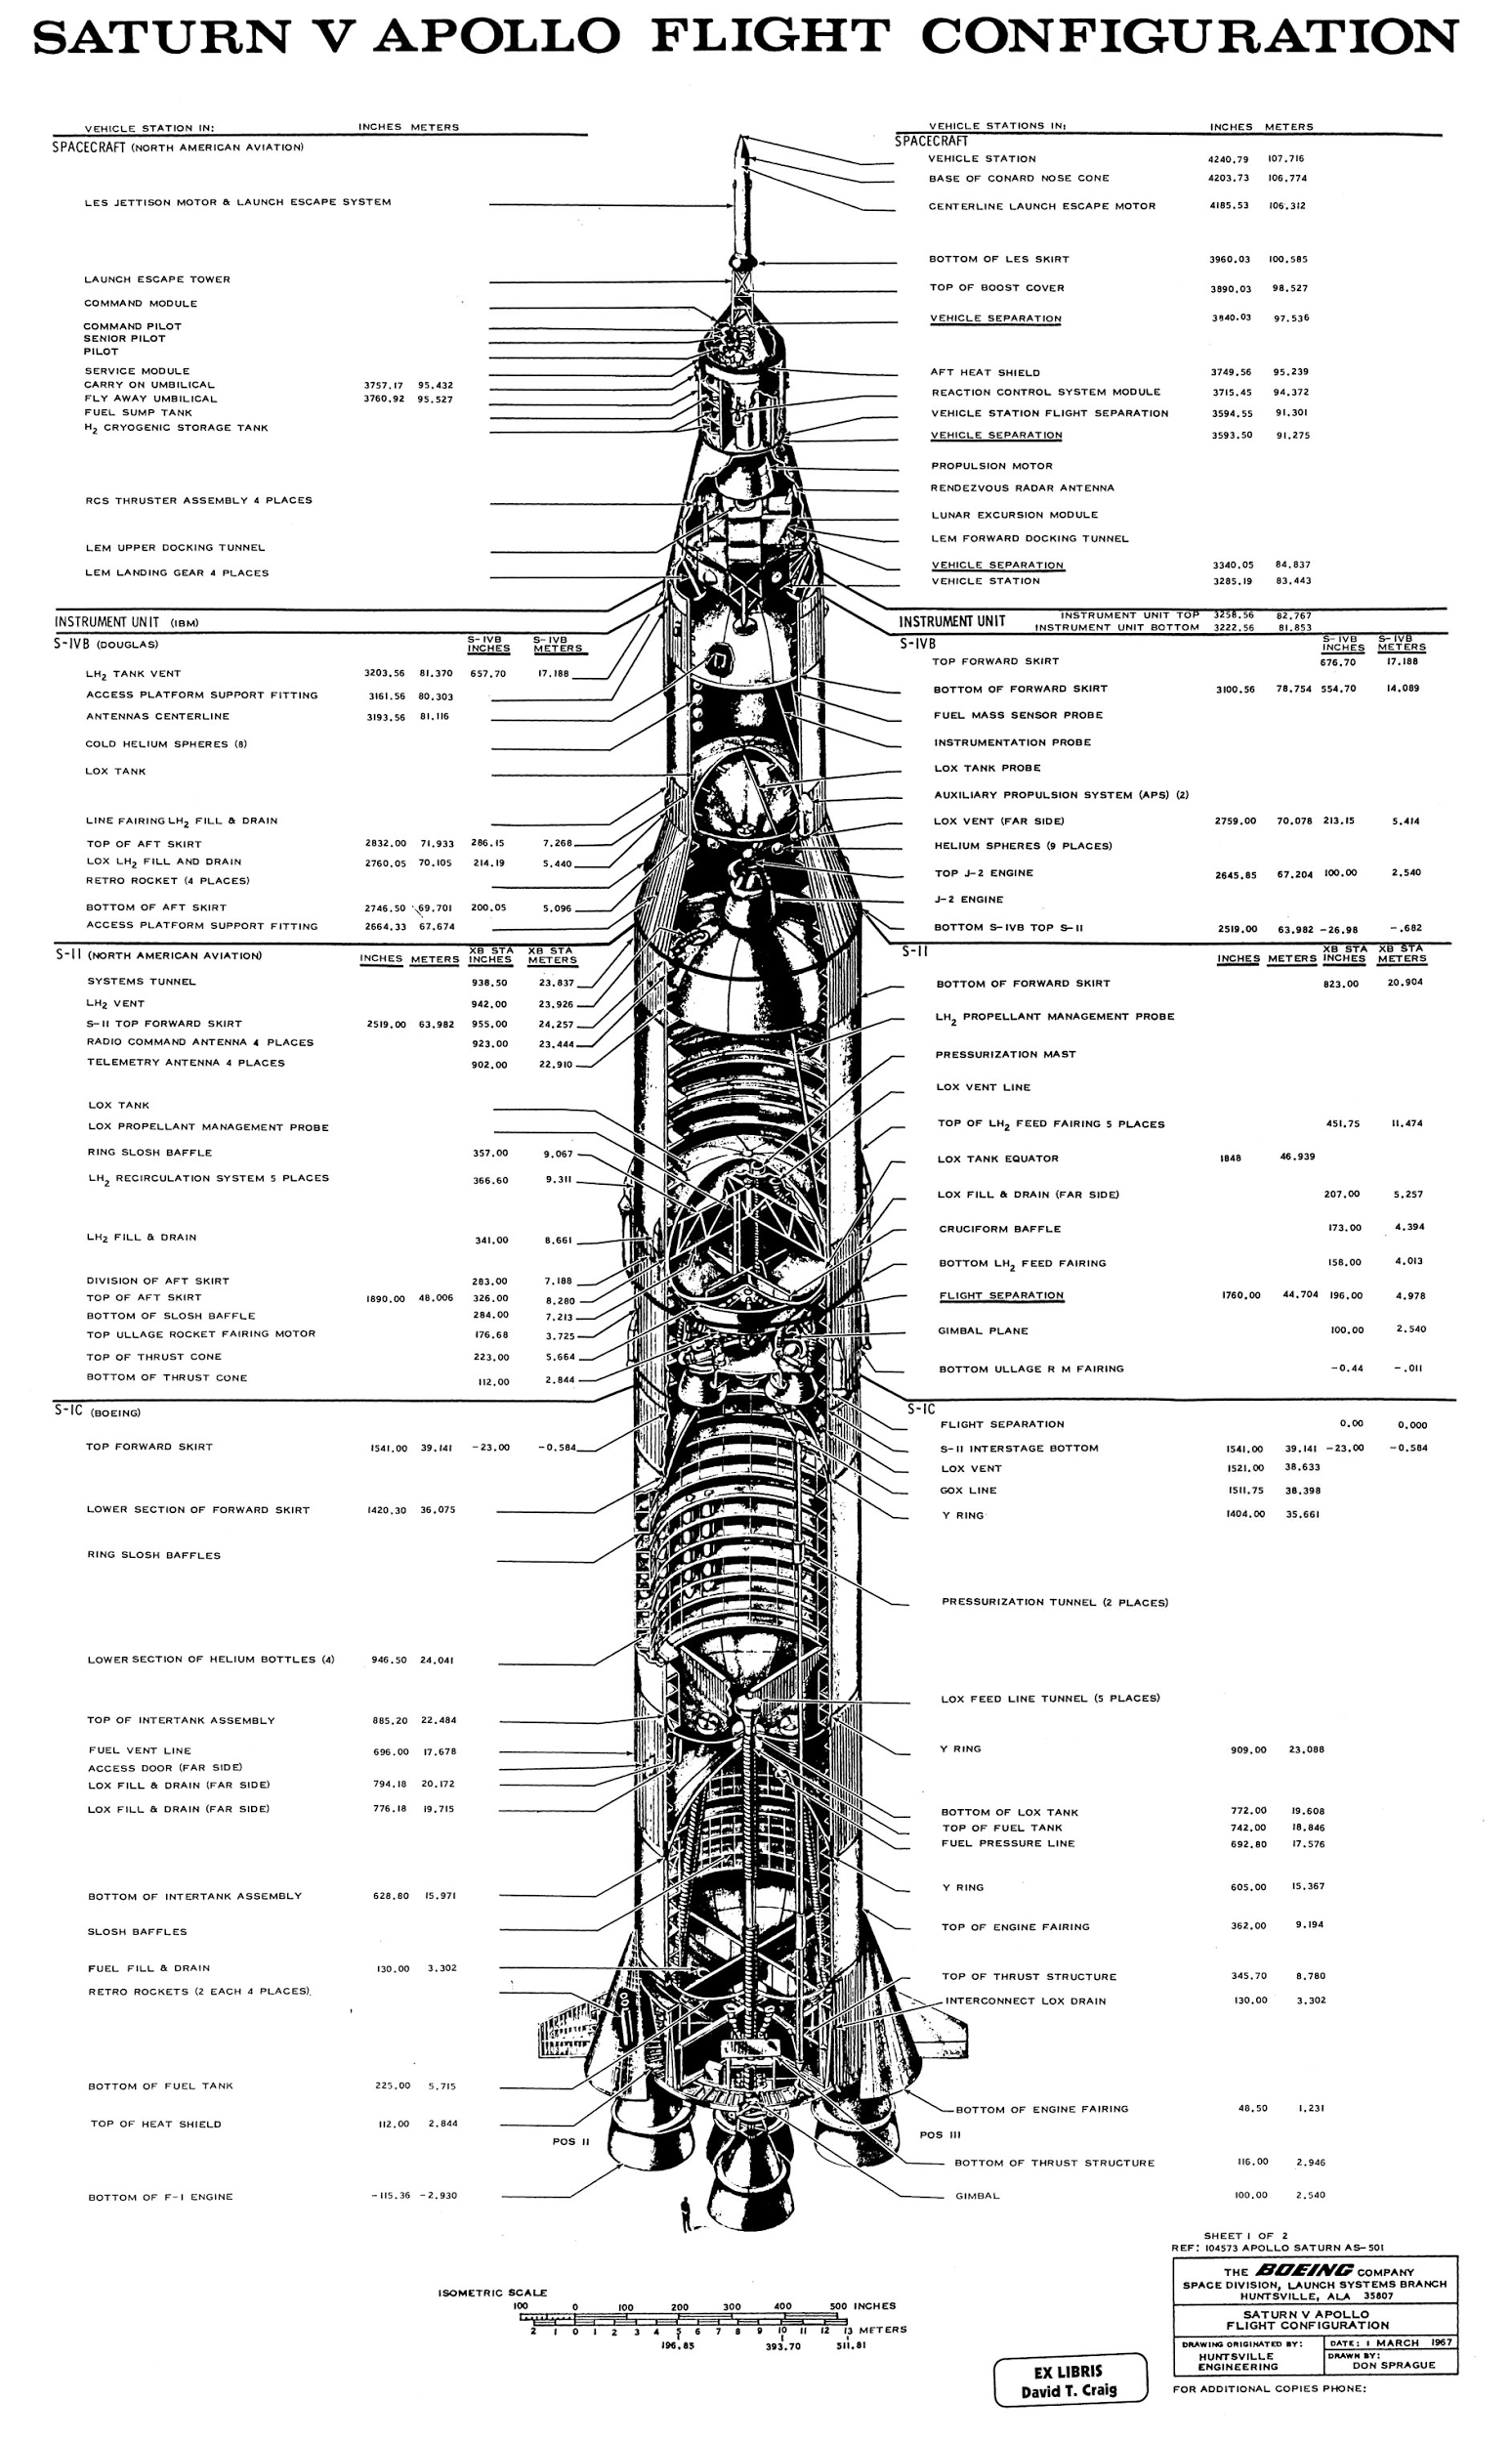 SATURN V APOLLO FLIGHT CONFIGURATION
VEHICLE STATION IN: INCHES METERS
SPACECRAFT (NORTH AMERICAN AVIATION)
LES JETTISON MOTOR & LAUNCH ESCAPE SYSTEM
LAUNCH ESCAPE TOWER
COMMAND MODULE
COMMAND PILOT
SENIOR PILOT
PILOT
SERVICE MODULE
CARRY ON UMBILICAL 3757.17 95.432
FLY AWAY UMBILICAL 3760.92 95.527
FUEL SUMP TANK
H2 CRYOGENIC STORAGE TANK
RCS THRUSTER ASSEMBLY 4 PLACES
LEM UPPER DOCKING TUNNEL
LEM LANDING GEAR 4 PLACES
INSTRUMENT UNIT (IBM)
S-IVB (DOUGLAS) S-IVB INCHES S-IVB METERS
LH2 TANK VENT 3203.56 81.370 657.70 17.188
ACCESS PLATFORM SUPPORT FITTING 3161.56 80.303
ANTENNAS CENTERLINE 3193.56 81.116
COLD HELIUM SPHERES (8)
LOX TANK
LINE FAIRING LH2 FILL & DRAIN
TOP OF AFT SKIRT 2832.00 71.933 286.15 7.268
LOX LH2 FILL AND DRAIN 2760.05 70.105 214.19 5.440
RETRO ROCKET (4 PLACES)
BOTTOM OF AFT SKIRT 2746.50 69.701 200.05 5.096
ACCESS PLATFORM SUPPORT FITTING 2664.33 67.674
S-II (NORTH AMERICAN AVIATION) INCHES METERS XB STA INCHES XB STA METERS
SYSTEMS TUNNEL 938.50 23.837
LH2 VENT 942.00 23.926
S-II TOP FORWARD SKIRT 2519.00 63.982 955.00 24.257
RADIO COMMAND ANTENNA 4 PLACES 923.00 23.444
TELEMETRY ANTENNA 4 PLACES 902.00 22.910
LOX TANK
LOX PROPELLANT MANAGEMENT PROBE
RING SLOSH BAFFLE 357.00 9.067
LH2 RECIRCULATION SYSTEM 5 PLACES 366.60 9.311
LH2 FILL & DRAIN 341.00 8.661
DIVISION OF AFT SKIRT 283.00 7.188
TOP OF AFT SKIRT 1890.00 48.006 326.00 8.280
BOTTOM OF SLOSH BAFFLE 284.00 7.213
TOP ULLAGE ROCKET FAIRING MOTOR 176.68 3.725
TOP OF THRUST CONE 223.00 5.664
BOTTOM OF THRUST CONE 112.00 2.844
S-IC (BOEING)
TOP FORWARD SKIRT 1541.00 39.141 -23.00 -0.584
LOWER SECTION OF FORWARD SKIRT 1420.30 36.075
RING SLOSH BAFFLES
LOWER SECTION OF HELIUM BOTTLES (4) 946.50 24.041
TOP OF INTERTANK ASSEMBLY 885.20 22.484
FUEL VENT LINE 696.00 17.678
ACCESS DOOR (FAR SIDE)
LOX FILL & DRAIN (FAR SIDE) 794.18 20.172
LOX FILL & DRAIN (FAR SIDE) 776.18 19.715
BOTTOM OF INTERTANK ASSEMBLY 628.80 15.971
SLOSH BAFFLES
FUEL FILL & DRAIN 130.00 3.302
RETRO ROCKETS (2 EACH 4 PLACES)
BOTTOM OF FUEL TANK 225.00 5.715
TOP OF HEAT SHIELD 112.00 2.844
POS II
BOTTOM OF F-I ENGINE -115.36 -2.930
VEHICLE STATIONS IN: INCHES METERS
SPACECRAFT
VEHICLE STATION 4240.79 107.716
BASE OF CONARD NOSE CONE 4203.73 106.774
CENTERLINE LAUNCH ESCAPE MOTOR 4185.53 106.312
BOTTOM OF LES SKIRT 3960.03 100.585
TOP OF BOOST COVER 3890.03 98.527
VEHICLE SEPARATION 3840.03 97.536
AFT HEAT SHIELD 3749.56 95.239
REACTION CONTROL SYSTEM MODULE 3715.45 94.372
VEHICLE STATION FLIGHT SEPARATION 3594.55 91.301
VEHICLE SEPARATION 3593.50 91.275
PROPULSION MOTOR
RENDEZVOUS RADAR ANTENNA
LUNAR EXCURSION MODULE
LEM FORWARD DOCKING TUNNEL
VEHICLE SEPARATION 3340.05 84.837
VEHICLE STATION 3285.19 83.443
INSTRUMENT UNIT INSTRUMENT UNIT TOP 3258.56 82.767
INSTRUMENT UNIT BOTTOM 3222.56 81.853
S-IVB S-IVB INCHES S-IVB METERS
TOP FORWARD SKIRT 676.70 17.188
BOTTOM OF FORWARD SKIRT 3100.56 78.754 554.70 14.089
FUEL MASS SENSOR PROBE
INSTRUMENTATION PROBE
LOX TANK PROBE
AUXILIARY PROPULSION SYSTEM (APS) (2)
LOX VENT (FAR SIDE) 2759.00 70.078 213.15 5.414
HELIUM SPHERES (9 PLACES)
TOP J-2 ENGINE 2645.85 67.204 100.00 2.540
J-2 ENGINE
BOTTOM S-IVB TOP S-II 2519.00 63.982 -26.98 -.682
S-II INCHES METERS XB STA INCHES XB STA METERS
BOTTOM OF FORWARD SKIRT 823.00 20.904
LH2 PROPELLANT MANAGEMENT PROBE
PRESSURIZATION MAST
LOX VENT LINE
TOP OF LH2 FEED FAIRING 5 PLACES 451.75 11.474
LOX TANK EQUATOR 1848 46.939
LOX FILL & DRAIN (FAR SIDE) 207.00 5.257
CRUCIFORM BAFFLE 173.00 4.394
BOTTOM LH2 FEED FAIRING 158.00 4.013
FLIGHT SEPARATION 1760.00 44.704 196.00 4.978
GIMBAL PLANE 100.00 2.540
BOTTOM ULLAGE R M FAIRING -0.44 -.011
S-IC
FLIGHT SEPARATION 0.00 0.000
S-II INTERSTAGE BOTTOM 1541.00 39.141 -23.00 -0.584
LOX VENT 1521.00 38.633
GOX LINE 1511.75 38.398
Y RING 1404.00 35.661
PRESSURIZATION TUNNEL (2 PLACES)
LOX FEED LINE TUNNEL (5 PLACES)
Y RING 909.00 23.088
BOTTOM OF LOX TANK 772.00 19.608
TOP OF FUEL TANK 742.00 18.846
FUEL PRESSURE LINE 692.80 17.576
Y RING 605.00 15.367
TOP OF ENGINE FAIRING 362.00 9.194
TOP OF THRUST STRUCTURE 345.70 8.780
INTERCONNECT LOX DRAIN 130.00 3.302
BOTTOM OF ENGINE FAIRING 48.50 1.231
POS III
BOTTOM OF THRUST STRUCTURE 116.00 2.946
GIMBAL 100.00 2.540
ISOMETRIC SCALE
100 0 100 200 300 400 500 INCHES
2 1 0 1 2 3 4 5 6 7 8 9 10 11 12 13 METERS
196.85 393.70 511.81
SHEET 1 OF 2
REF: 104573 APOLLO SATURN AS-501
THE BOEING COMPANY
SPACE DIVISION, LAUNCH SYSTEMS BRANCH
HUNTSVILLE, ALA 35807
SATURN V APOLLO
FLIGHT CONFIGURATION
DRAWING ORIGINATED BY:
HUNTSVILLE
ENGINEERING
DATE: 1 MARCH 1967
DRAWN BY:
DON SPRAGUE
FOR ADDITIONAL COPIES PHONE:
EX LIBRIS
David T. Craig